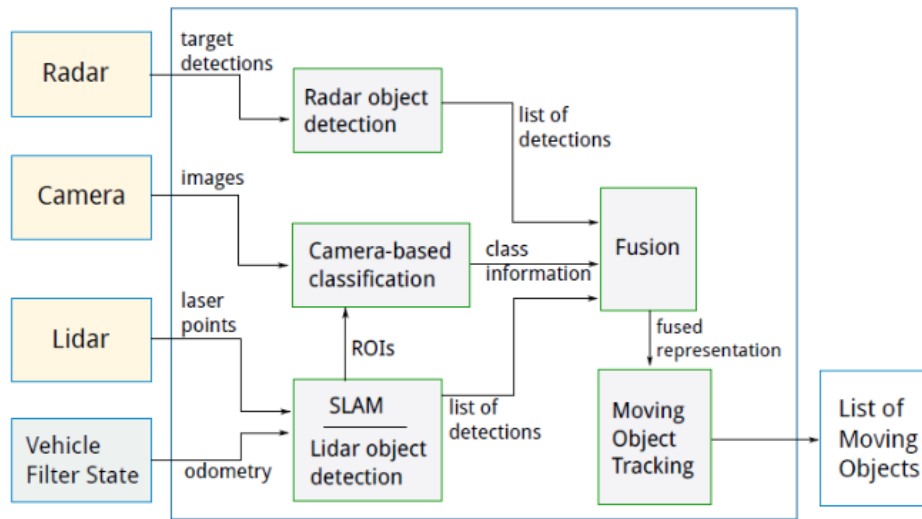 Radar
target
detections
Radar object
detection
list of
detections
Camera
images
Camera-based
classification
class
information
Fusion
Lidar
laser
points
ROIs
fused
representation
SLAM
Lidar object
detection
list of
detections
Vehicle
Filter State
odometry
Moving
Object
Tracking
List of
Moving
Objects